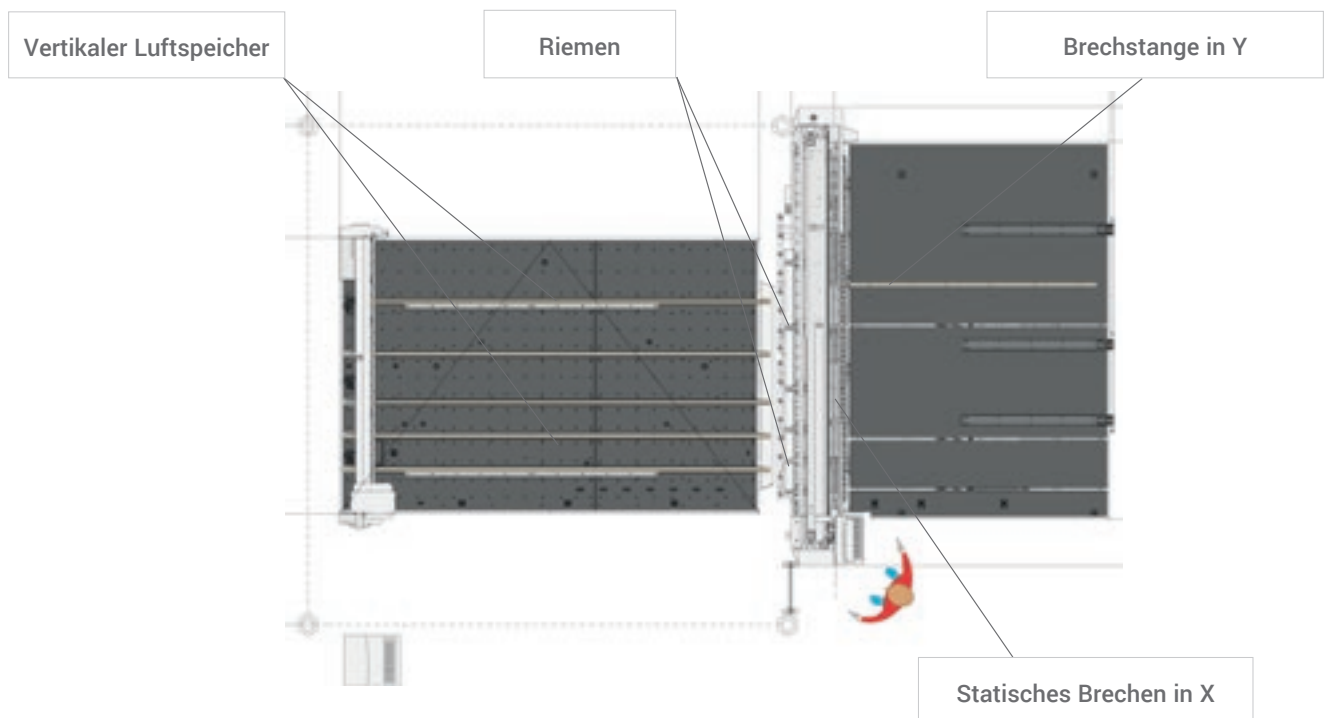 Vertikaler Luftspeicher
Riemen
Brechstange in Y
Statisches Brechen in X